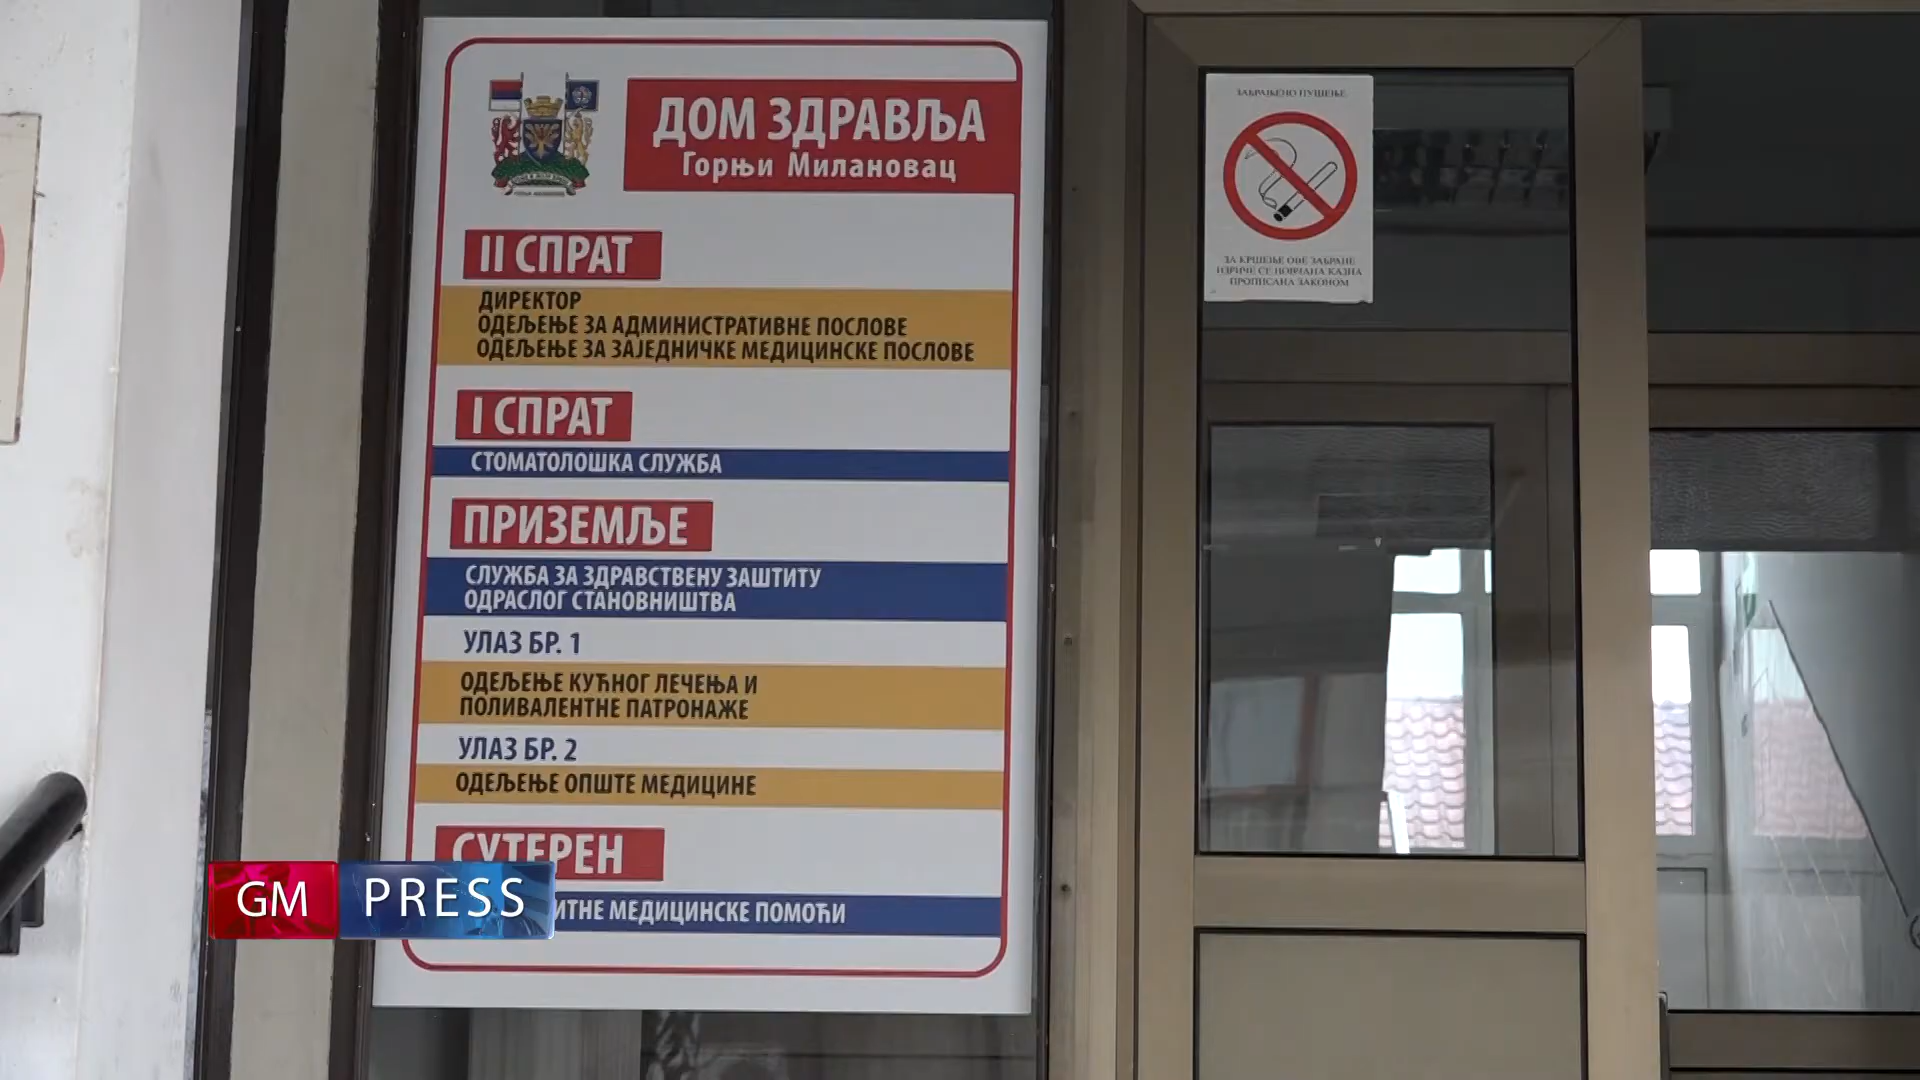 ДОМ ЗДРАВЉА
Горњи Милановац
II СПРАТ
ДИРЕКТОР
ОДЕЉЕЊЕ ЗА АДМИНИСТРАТИВНЕ ПОСЛОВЕ
ОДЕЉЕЊЕ ЗА ЗАЈЕДНИЧКЕ МЕДИЦИНСКЕ ПОСЛОВЕ
I СПРАТ
СТОМАТОЛОШКА СЛУЖБА
ПРИЗЕМЉЕ
СЛУЖБА ЗА ЗДРАВСТВЕНУ ЗАШТИТУ
ОДРАСЛОГ СТАНОВНИШТВА
УЛАЗ БР. 1
ОДЕЉЕЊЕ КУЋНОГ ЛЕЧЕЊА И
ПОЛИВАЛЕНТНЕ ПАТРОНАЖЕ
УЛАЗ БР. 2
ОДЕЉЕЊЕ ОПШТЕ МЕДИЦИНЕ
СУТЕРЕН
ИТНЕ МЕДИЦИНСКЕ ПОМОЋИ
GM PRESS
ЗАБРАЊЕНО ПУШЕЊЕ
ЗА КРШЕЊЕ ОВЕ ЗАБРАНЕ
ИЗРИЧЕ СЕ НОВЧАНА КАЗНА
ПРОПИСАНА ЗАКОНОМ